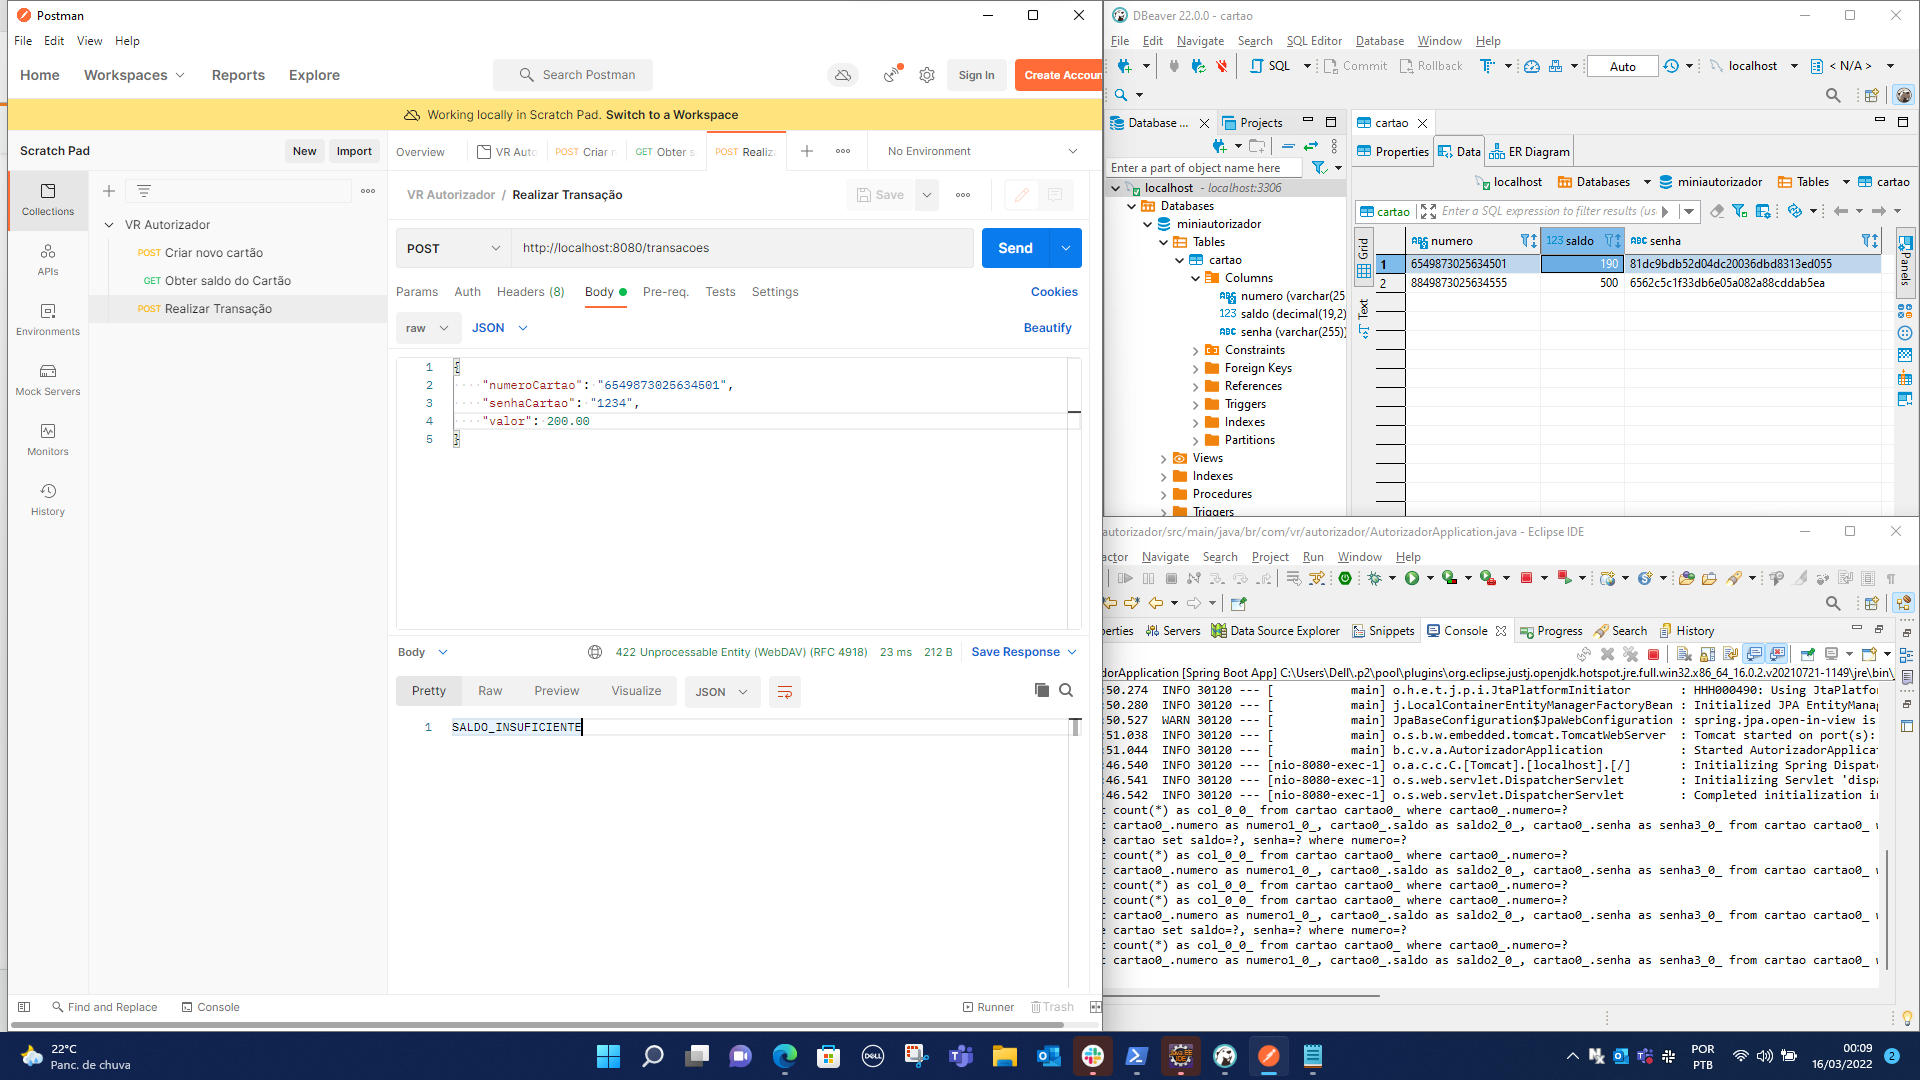 Postman
File Edit View Help
Home Workspaces Reports Explore
Search Postman
Sign In
Create Accoun
Working locally in Scratch Pad. Switch to a Workspace
Scratch Pad
New Import
Overview VR Auto POST Criar n GET Obter s POST Realiz
No Environment
Collections
APIs
Environments
Mock Servers
Monitors
History
VR Autorizador
POST Criar novo cartão
GET Obter saldo do Cartão
POST Realizar Transação
VR Autorizador / Realizar Transação
Save
POST http://localhost:8080/transacoes Send
Params Auth Headers (8) Body Pre-req. Tests Settings Cookies
raw JSON Beautify
1 {
2 "numeroCartao": "6549873025634501",
3 "senhaCartao": "1234",
4 "valor": 200.00
5 }
Body 422 Unprocessable Entity (WebDAV) (RFC 4918) 23 ms 212 B Save Response
Pretty Raw Preview Visualize JSON
1 SALDO_INSUFICIENTE
Find and Replace Console Runner Trash
DBeaver 22.0.0 - cartao
File Edit Navigate Search SQL Editor Database Window Help
SQL Commit Rollback Auto localhost < N/A >
Database ... Projects
Enter a part of object name here
localhost - localhost:3306
Databases
miniautorizador
Tables
cartao
Columns
numero (varchar(25
saldo (decimal(19,2)
senha (varchar(255))
Constraints
Foreign Keys
References
Triggers
Indexes
Partitions
Views
Indexes
Procedures
Triggers
cartao
Properties Data ER Diagram
localhost Databases miniautorizador Tables cartao
cartao Enter a SQL expression to filter results (us
Grid
Text
Panels
ABC numero 123 saldo ABC senha
1 6549873025634501 190 81dc9bdb52d04dc20036dbd8313ed055
2 8849873025634555 500 6562c5c1f33db6e05a082a88cddab5ea
autorizador/src/main/java/br/com/vr/autorizador/AutorizadorApplication.java - Eclipse IDE
actor Navigate Search Project Run Window Help
perties Servers Data Source Explorer Snippets Console Progress Search History
dorApplication [Spring Boot App] C:\Users\Dell\.p2\pool\plugins\org.eclipse.justj.openjdk.hotspot.jre.full.win32.x86_64_16.0.2.v20210721-1149\jre\bin\j
:50.274 INFO 30120 --- [ main] o.h.e.t.j.p.i.JtaPlatformInitiator : HHH000490: Using JtaPlatfor
:50.280 INFO 30120 --- [ main] j.LocalContainerEntityManagerFactoryBean : Initialized JPA EntityManag
:50.527 WARN 30120 --- [ main] JpaBaseConfiguration$JpaWebConfiguration : spring.jpa.open-in-view is
:51.038 INFO 30120 --- [ main] o.s.b.w.embedded.tomcat.TomcatWebServer : Tomcat started on port(s):
:51.044 INFO 30120 --- [ main] b.c.v.a.AutorizadorApplication : Started AutorizadorApplicat
:46.540 INFO 30120 --- [nio-8080-exec-1] o.a.c.c.C.[Tomcat].[localhost].[/] : Initializing Spring Dispatc
:46.541 INFO 30120 --- [nio-8080-exec-1] o.s.web.servlet.DispatcherServlet : Initializing Servlet 'dispa
:46.542 INFO 30120 --- [nio-8080-exec-1] o.s.web.servlet.DispatcherServlet : Completed initialization in
: count(*) as col_0_0_ from cartao cartao0_ where cartao0_.numero=?
: cartao0_.numero as numero1_0_, cartao0_.saldo as saldo2_0_, cartao0_.senha as senha3_0_ from cartao cartao0_ w
e cartao set saldo=?, senha=? where numero=?
: count(*) as col_0_0_ from cartao cartao0_ where cartao0_.numero=?
: cartao0_.numero as numero1_0_, cartao0_.saldo as saldo2_0_, cartao0_.senha as senha3_0_ from cartao cartao0_ w
: count(*) as col_0_0_ from cartao cartao0_ where cartao0_.numero=?
: count(*) as col_0_0_ from cartao cartao0_ where cartao0_.numero=?
: cartao0_.numero as numero1_0_, cartao0_.saldo as saldo2_0_, cartao0_.senha as senha3_0_ from cartao cartao0_ w
e cartao set saldo=?, senha=? where numero=?
: count(*) as col_0_0_ from cartao cartao0_ where cartao0_.numero=?
: cartao0_.numero as numero1_0_, cartao0_.saldo as saldo2_0_, cartao0_.senha as senha3_0_ from cartao cartao0_ w
22°C
Panc. de chuva
DELL
POR
PTB
00:09
16/03/2022
2